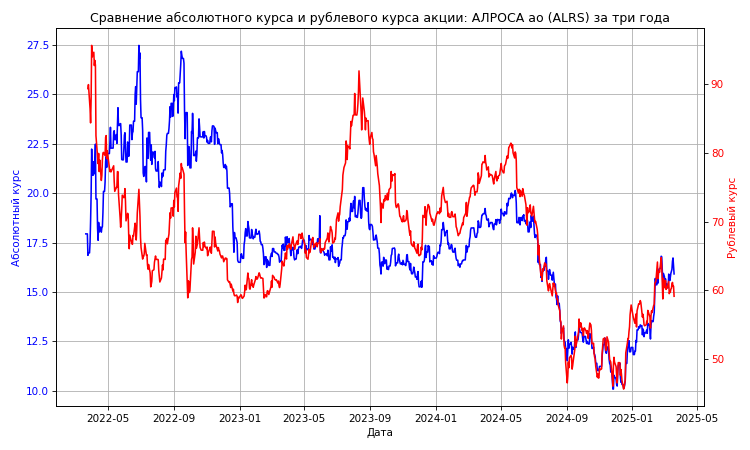 Сравнение абсолютного курса и рублевого курса акции: АЛРОСА ао (ALRS) за три года
27.5
25.0
22.5
20.0
17.5
15.0
12.5
10.0
Абсолютный курс
90
80
70
60
50
Рублевый курс
2022-05 2022-09 2023-01 2023-05 2023-09 2024-01 2024-05 2024-09 2025-01 2025-05
Дата